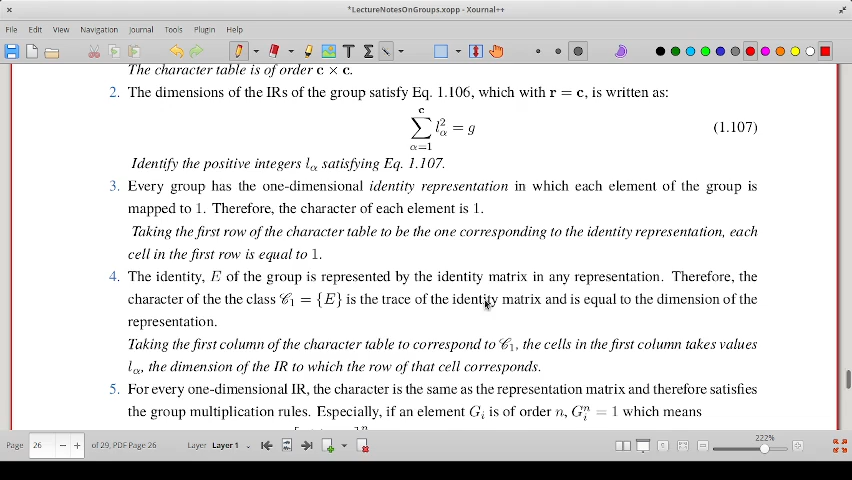 *LectureNotesOnGroups.xopp - Xournal++
File Edit View Navigation Journal Tools Plugin Help
The character table is of order c × c.
2. The dimensions of the IRs of the group satisfy Eq. 1.106, which with r = c, is written as:
c
∑ l²α = g (1.107)
α=1
Identify the positive integers lα satisfying Eq. 1.107.
3. Every group has the one-dimensional identity representation in which each element of the group is
mapped to 1. Therefore, the character of each element is 1.
Taking the first row of the character table to be the one corresponding to the identity representation, each
cell in the first row is equal to 1.
4. The identity, E of the group is represented by the identity matrix in any representation. Therefore, the
character of the the class 𝒞₁ = {E} is the trace of the identity matrix and is equal to the dimension of the
representation.
Taking the first column of the character table to correspond to 𝒞₁, the cells in the first column takes values
lα, the dimension of the IR to which the row of that cell corresponds.
5. For every one-dimensional IR, the character is the same as the representation matrix and therefore satisfies
the group multiplication rules. Especially, if an element Gᵢ is of order n, Gᵢⁿ = 1 which means
Page 26 of 29, PDF Page 26 Layer Layer 1 222%